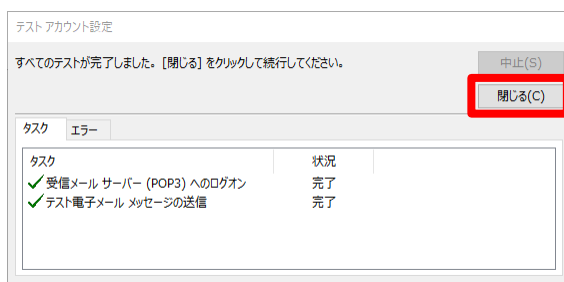 テスト アカウント設定
すべてのテストが完了しました。[閉じる] をクリックして続行してください。
中止(S)
閉じる(C)
タスク エラー
タスク 状況
受信メール サーバー (POP3) へのログオン 完了
テスト電子メール メッセージの送信 完了